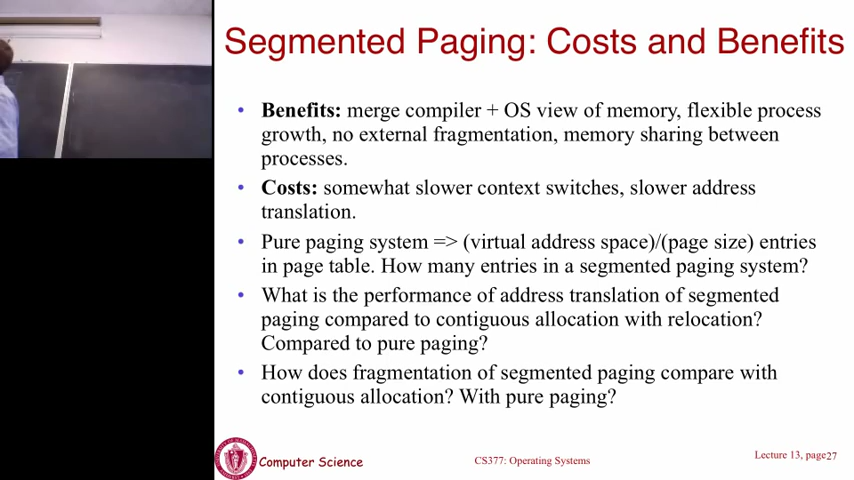 Segmented Paging: Costs and Benefits
• Benefits: merge compiler + OS view of memory, flexible process
growth, no external fragmentation, memory sharing between
processes.
• Costs: somewhat slower context switches, slower address
translation.
• Pure paging system => (virtual address space)/(page size) entries
in page table. How many entries in a segmented paging system?
• What is the performance of address translation of segmented
paging compared to contiguous allocation with relocation?
Compared to pure paging?
• How does fragmentation of segmented paging compare with
contiguous allocation? With pure paging?
Computer Science
CS377: Operating Systems
Lecture 13, page27